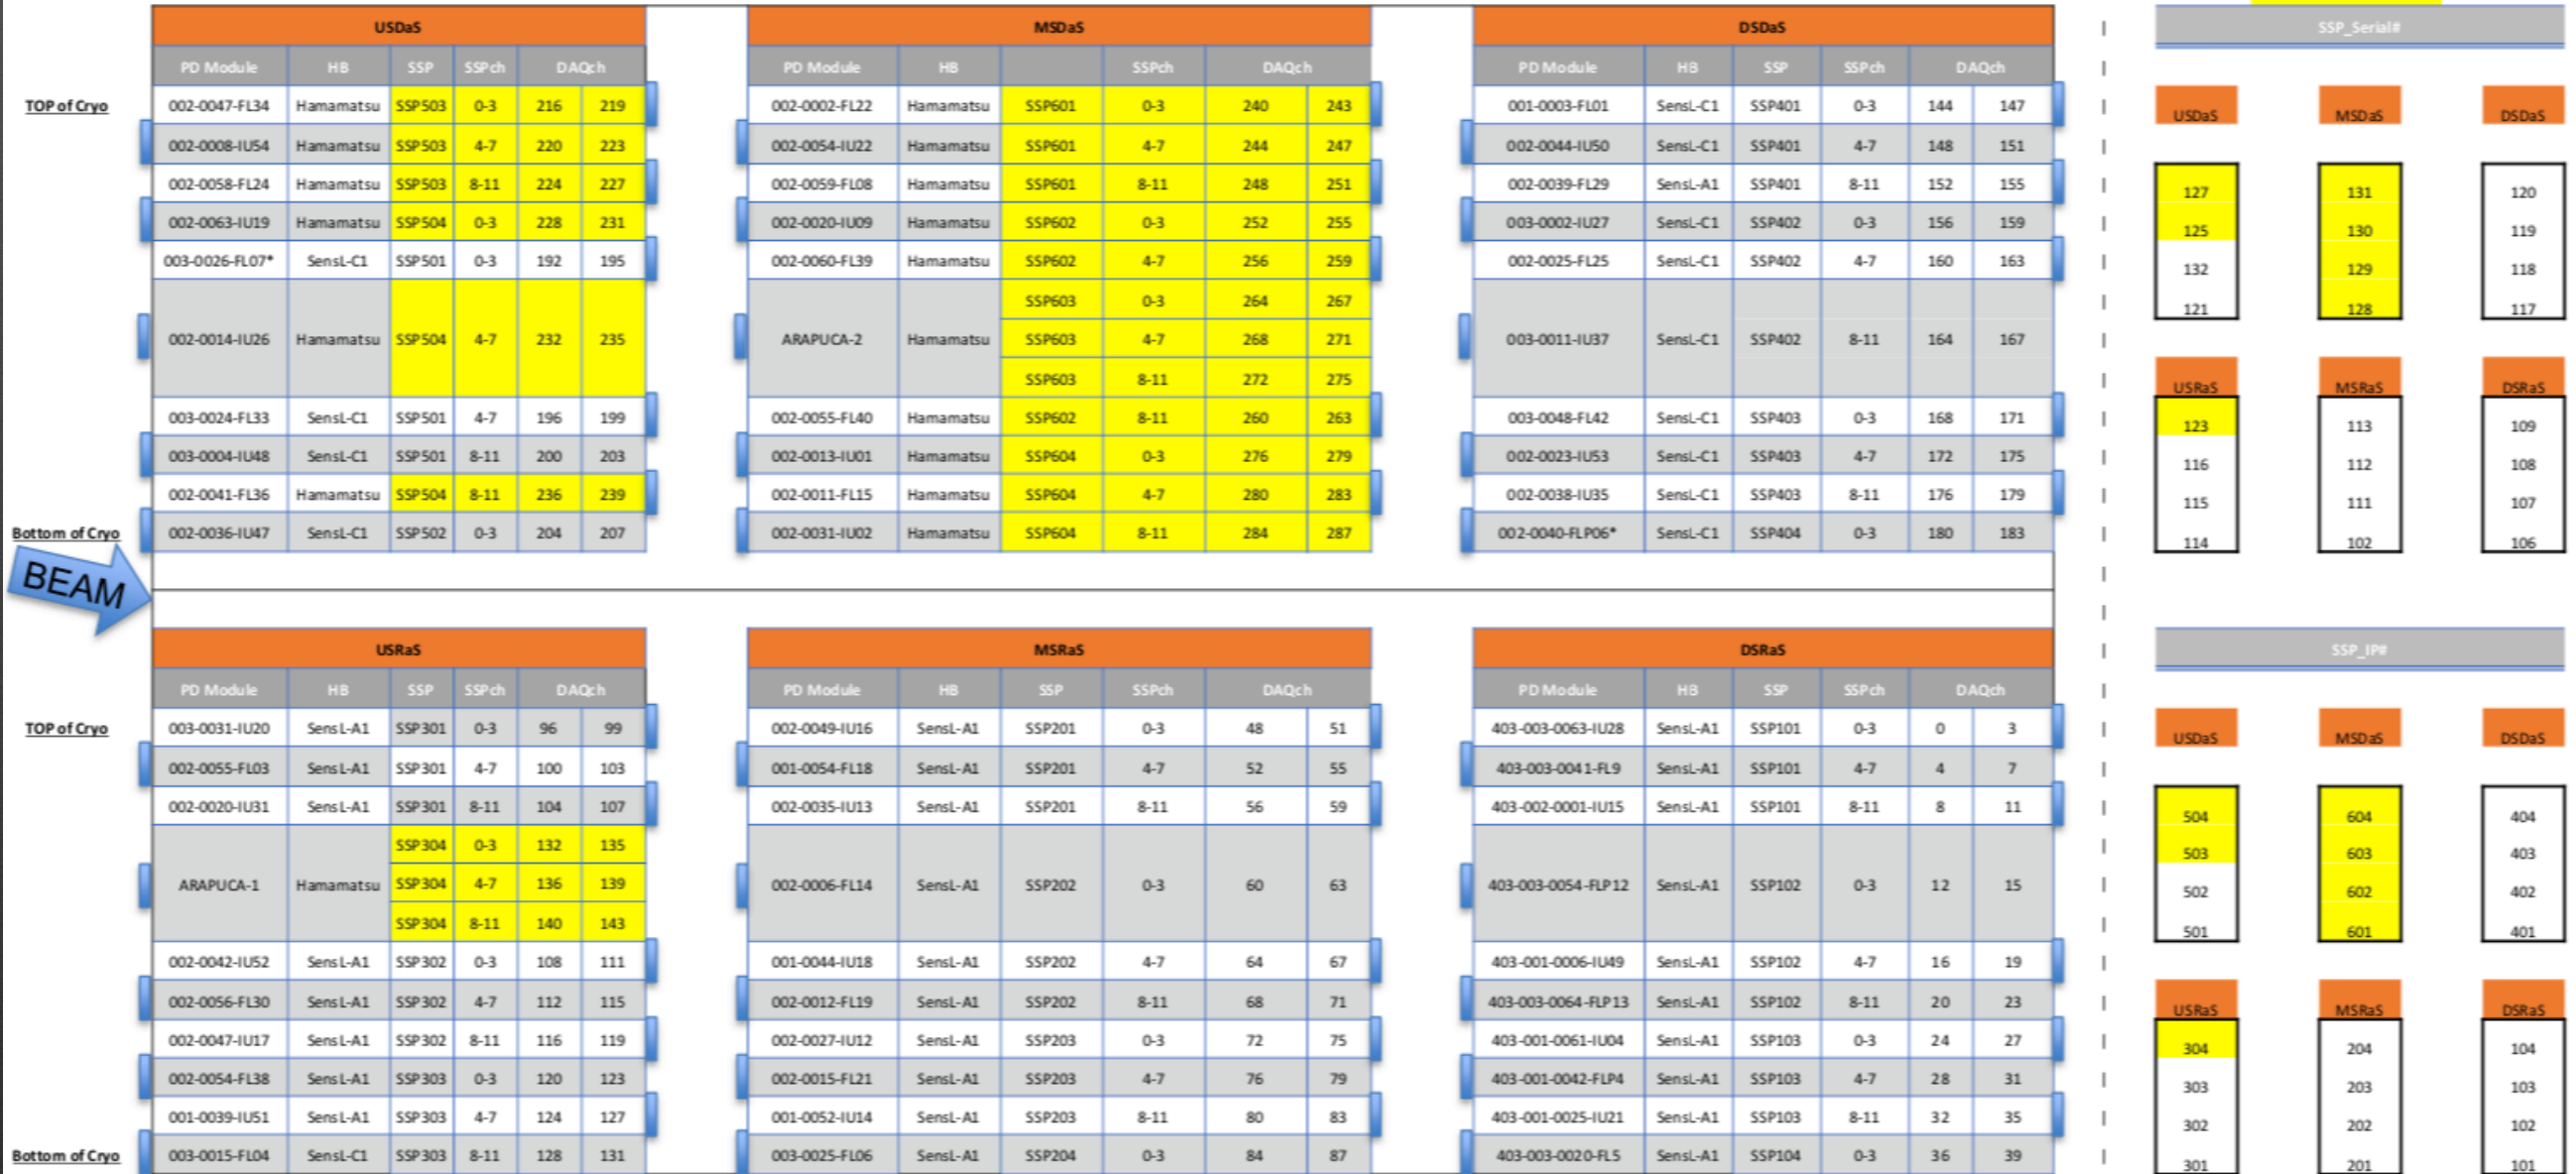 USDaS MSDaS DSDaS SSP_Serial#
PD Module HB SSP SSPch DAQch PD Module HB SSPch DAQch PD Module HB SSP SSPch DAQch
TOP of Cryo 002-0047-FL34 Hamamatsu SSP503 0-3 216 219 002-0002-FL22 Hamamatsu SSP601 0-3 240 243 001-0003-FL01 SensL-C1 SSP401 0-3 144 147 USDaS MSDaS DSDaS
002-0008-IU54 Hamamatsu SSP503 4-7 220 223 002-0054-IU22 Hamamatsu SSP601 4-7 244 247 002-0044-IU50 SensL-C1 SSP401 4-7 148 151
002-0058-FL24 Hamamatsu SSP503 8-11 224 227 002-0059-FL08 Hamamatsu SSP601 8-11 248 251 002-0039-FL29 SensL-A1 SSP401 8-11 152 155 127 131 120
002-0063-IU19 Hamamatsu SSP504 0-3 228 231 002-0020-IU09 Hamamatsu SSP602 0-3 252 255 003-0002-IU27 SensL-C1 SSP402 0-3 156 159 125 130 119
003-0026-FL07* SensL-C1 SSP501 0-3 192 195 002-0060-FL39 Hamamatsu SSP602 4-7 256 259 002-0025-FL25 SensL-C1 SSP402 4-7 160 163 132 129 118
SSP603 0-3 264 267 121 128 117
002-0014-IU26 Hamamatsu SSP504 4-7 232 235 ARAPUCA-2 Hamamatsu SSP603 4-7 268 271 003-0011-IU37 SensL-C1 SSP402 8-11 164 167
SSP603 8-11 272 275 USRaS MSRaS DSRaS
003-0024-FL33 SensL-C1 SSP501 4-7 196 199 002-0055-FL40 Hamamatsu SSP602 8-11 260 263 003-0048-FL42 SensL-C1 SSP403 0-3 168 171 123 113 109
003-0004-IU48 SensL-C1 SSP501 8-11 200 203 002-0013-IU01 Hamamatsu SSP604 0-3 276 279 002-0023-IU53 SensL-C1 SSP403 4-7 172 175 116 112 108
002-0041-FL36 Hamamatsu SSP504 8-11 236 239 002-0011-FL15 Hamamatsu SSP604 4-7 280 283 002-0038-IU35 SensL-C1 SSP403 8-11 176 179 115 111 107
Bottom of Cryo 002-0036-IU47 SensL-C1 SSP502 0-3 204 207 002-0031-IU02 Hamamatsu SSP604 8-11 284 287 002-0040-FLP06* SensL-C1 SSP404 0-3 180 183 114 102 106
BEAM
USRaS MSRaS DSRaS SSP_IP#
PD Module HB SSP SSPch DAQch PD Module HB SSP SSPch DAQch PD Module HB SSP SSPch DAQch
TOP of Cryo 003-0031-IU20 SensL-A1 SSP301 0-3 96 99 002-0049-IU16 SensL-A1 SSP201 0-3 48 51 403-003-0063-IU28 SensL-A1 SSP101 0-3 0 3 USDaS MSDaS DSDaS
002-0055-FL03 SensL-A1 SSP301 4-7 100 103 001-0054-FL18 SensL-A1 SSP201 4-7 52 55 403-003-0041-FL9 SensL-A1 SSP101 4-7 4 7
002-0020-IU31 SensL-A1 SSP301 8-11 104 107 002-0035-IU13 SensL-A1 SSP201 8-11 56 59 403-002-0001-IU15 SensL-A1 SSP101 8-11 8 11 504 604 404
SSP304 0-3 132 135 503 603 403
ARAPUCA-1 Hamamatsu SSP304 4-7 136 139 002-0006-FL14 SensL-A1 SSP202 0-3 60 63 403-003-0054-FLP12 SensL-A1 SSP102 0-3 12 15 502 602 402
SSP304 8-11 140 143 501 601 401
002-0042-IU52 SensL-A1 SSP302 0-3 108 111 001-0044-IU18 SensL-A1 SSP202 4-7 64 67 403-001-0006-IU49 SensL-A1 SSP102 4-7 16 19
002-0056-FL30 SensL-A1 SSP302 4-7 112 115 002-0012-FL19 SensL-A1 SSP202 8-11 68 71 403-003-0064-FLP13 SensL-A1 SSP102 8-11 20 23 USRaS MSRaS DSRaS
002-0047-IU17 SensL-A1 SSP302 8-11 116 119 002-0027-IU12 SensL-A1 SSP203 0-3 72 75 403-001-0061-IU04 SensL-A1 SSP103 0-3 24 27 304 204 104
002-0054-FL38 SensL-A1 SSP303 0-3 120 123 002-0015-FL21 SensL-A1 SSP203 4-7 76 79 403-001-0042-FLP4 SensL-A1 SSP103 4-7 28 31 303 203 103
001-0039-IU51 SensL-A1 SSP303 4-7 124 127 001-0052-IU14 SensL-A1 SSP203 8-11 80 83 403-001-0025-IU21 SensL-A1 SSP103 8-11 32 35 302 202 102
Bottom of Cryo 003-0015-FL04 SensL-C1 SSP303 8-11 128 131 003-0025-FL06 SensL-A1 SSP204 0-3 84 87 403-003-0020-FL5 SensL-A1 SSP104 0-3 36 39 301 201 101